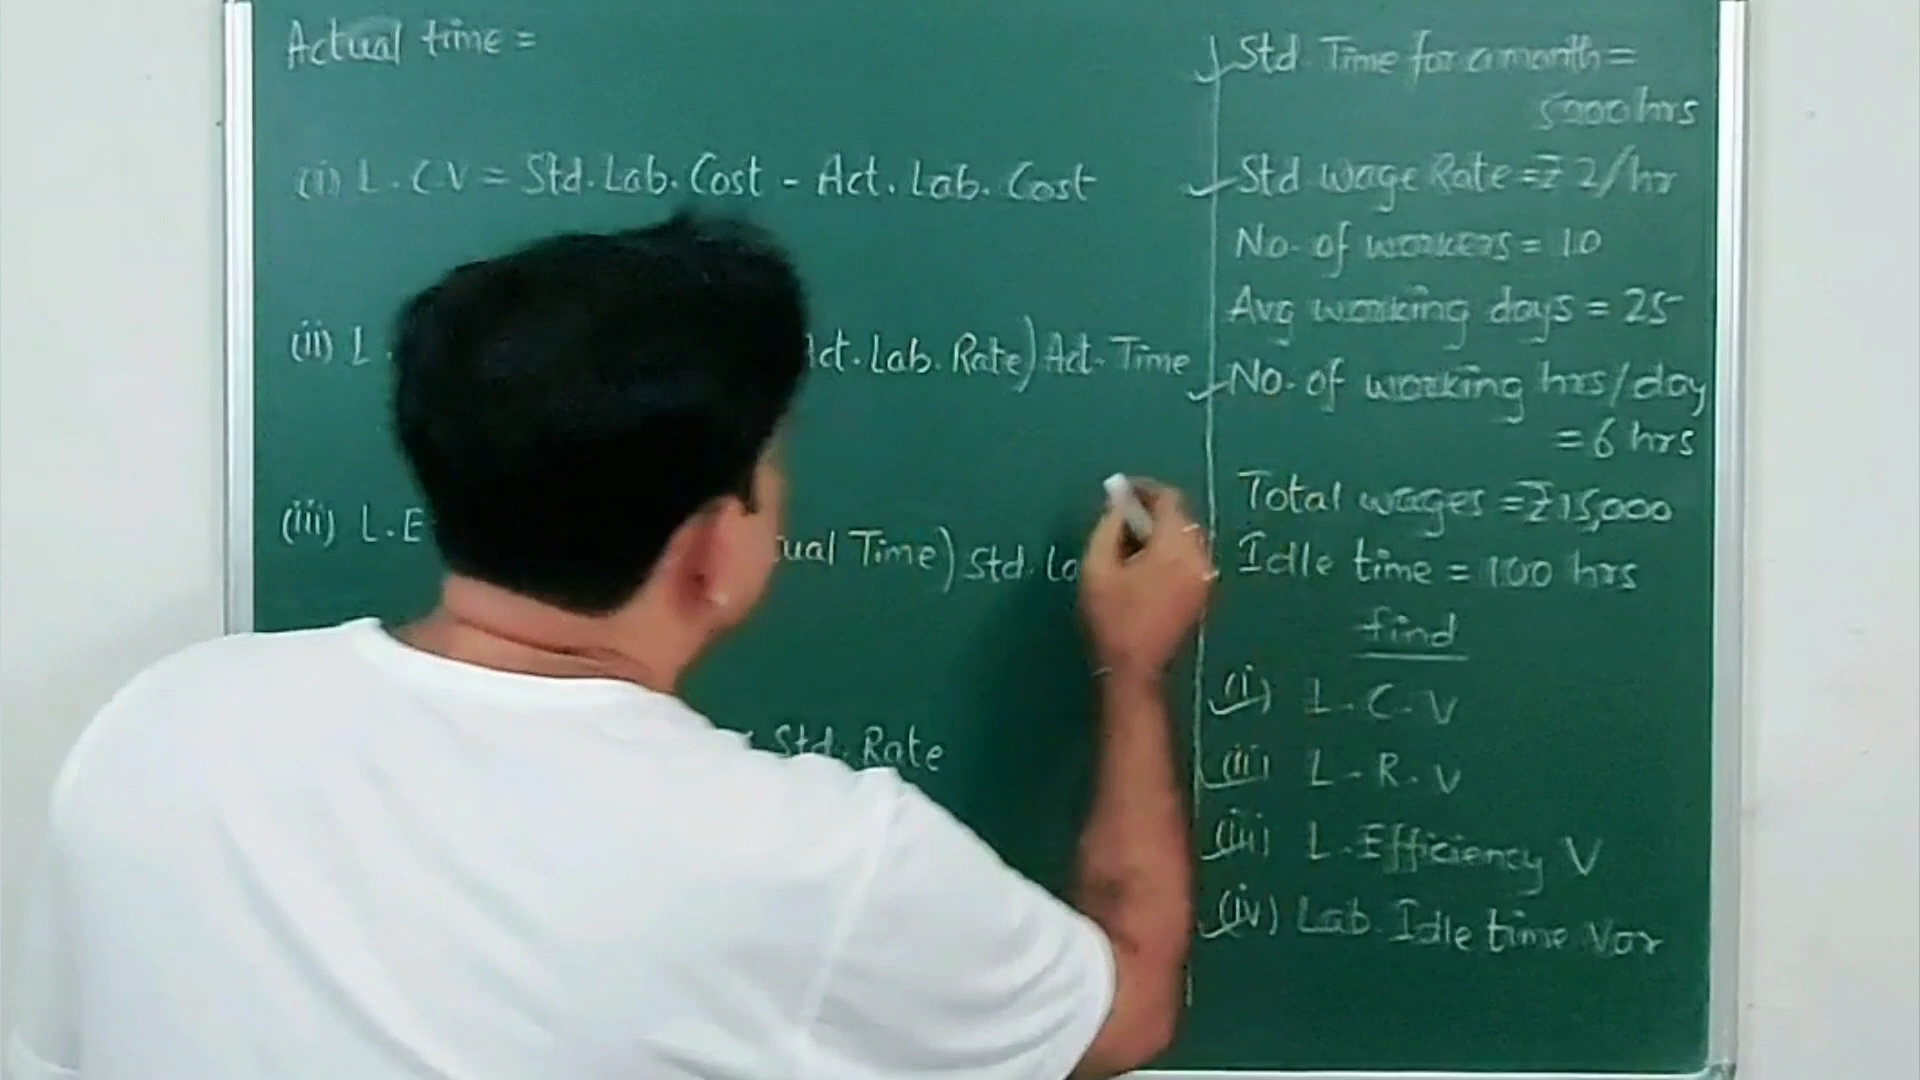 Actual time =
(i) L.CV = Std.Lab.Cost - Act. Lab. Cost
(ii) L.
Act. Lab. Rate) Act. Time
(iii) L.E
ual Time) Std. La
Std. Rate
Std. Time for a month =
5000 hrs
Std wage Rate = ₹ 2/hr
No. of workers = 10
Avg working days = 25
No. of working hrs/day
= 6 hrs
Total wages = ₹15,000
Idle time = 100 hrs
find
(i) L.C.V
(ii) L.R.V
(iii) L.Efficiency V
(iv) Lab. Idle time Var